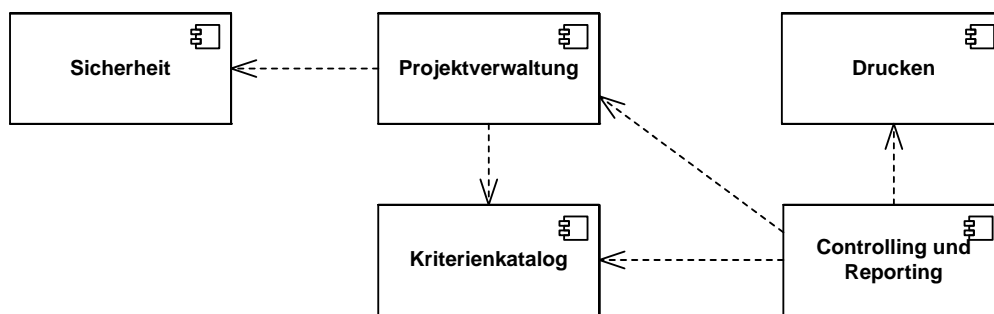 Sicherheit
Projektverwaltung
Drucken
Kriterienkatalog
Controlling und
Reporting